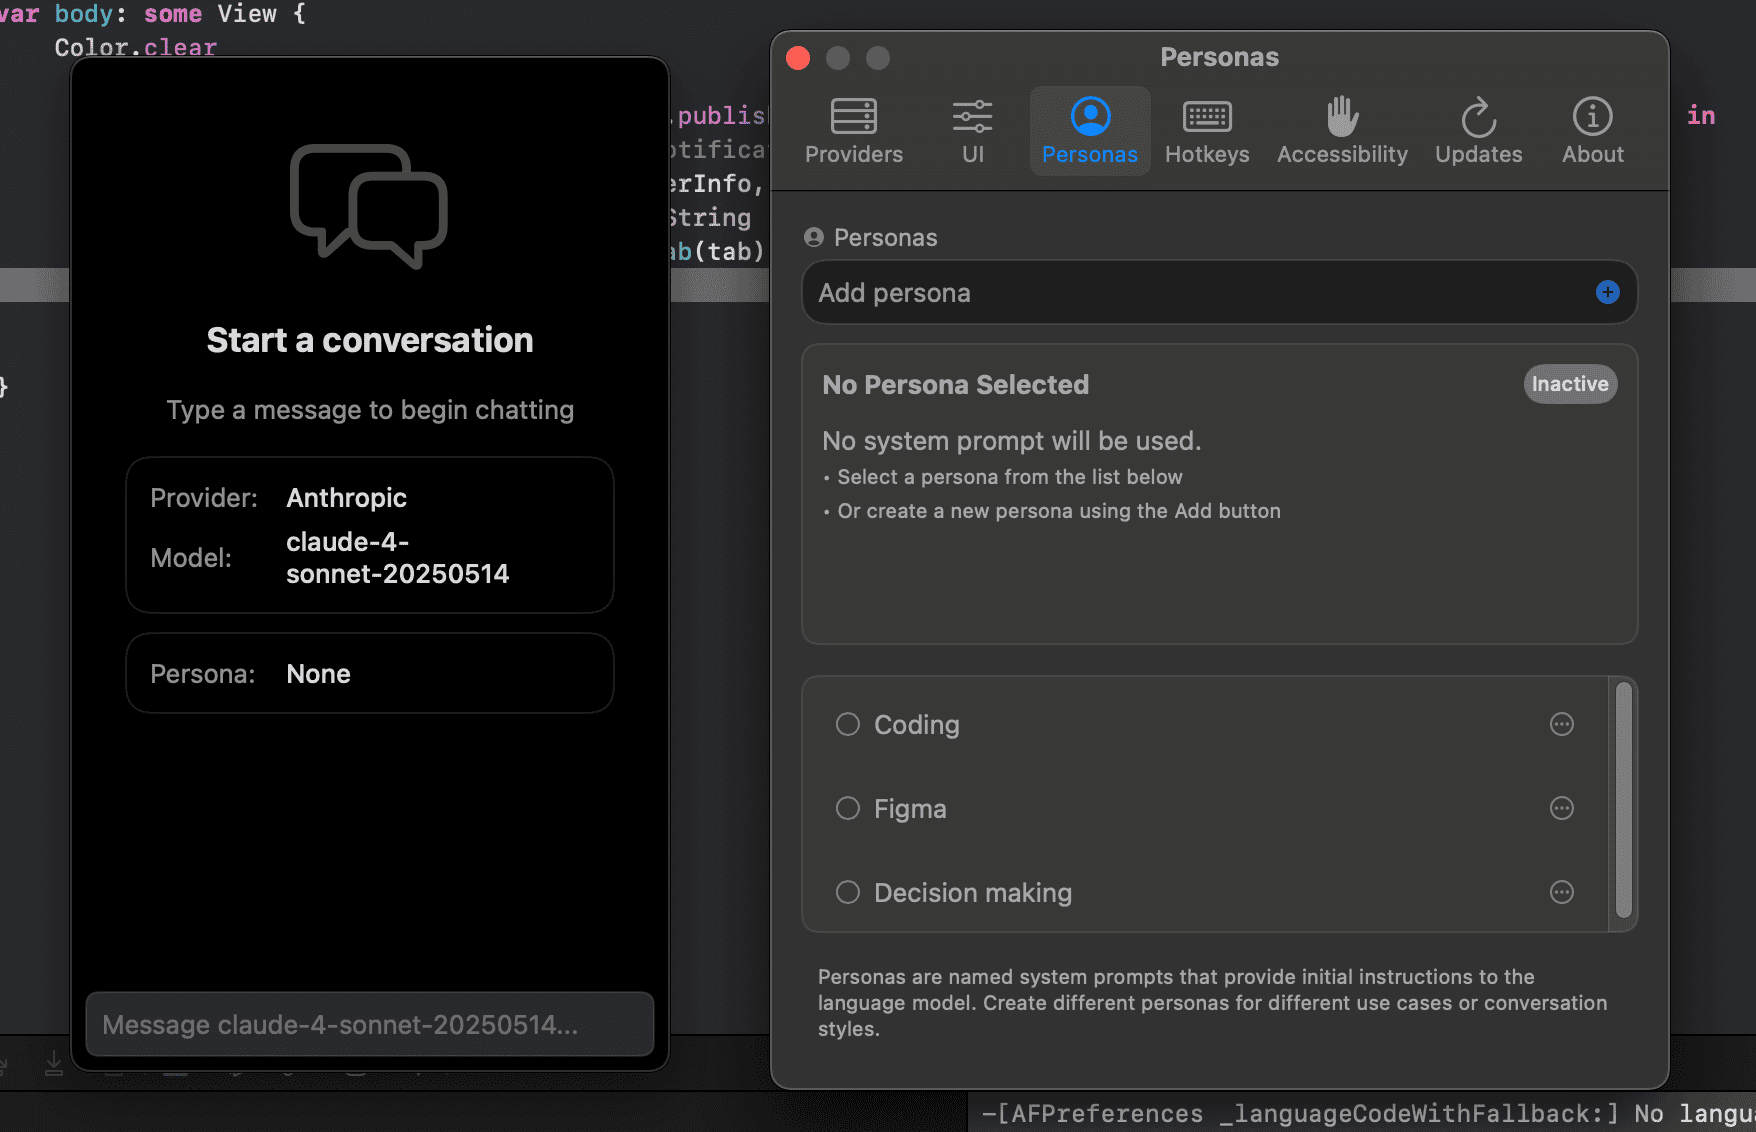 var body: some View {
Color.clear
.publis
in
otificat
erInfo,
String
ab(tab)
}
Start a conversation
Type a message to begin chatting
Provider: Anthropic
Model: claude-4-
sonnet-20250514
Persona: None
Message claude-4-sonnet-20250514...
Personas
Providers
UI
Personas
Hotkeys
Accessibility
Updates
About
Personas
Add persona
No Persona Selected
Inactive
No system prompt will be used.
• Select a persona from the list below
• Or create a new persona using the Add button
Coding
Figma
Decision making
Personas are named system prompts that provide initial instructions to the
language model. Create different personas for different use cases or conversation
styles.
-[AFPreferences _languageCodeWithFallback:] No langu